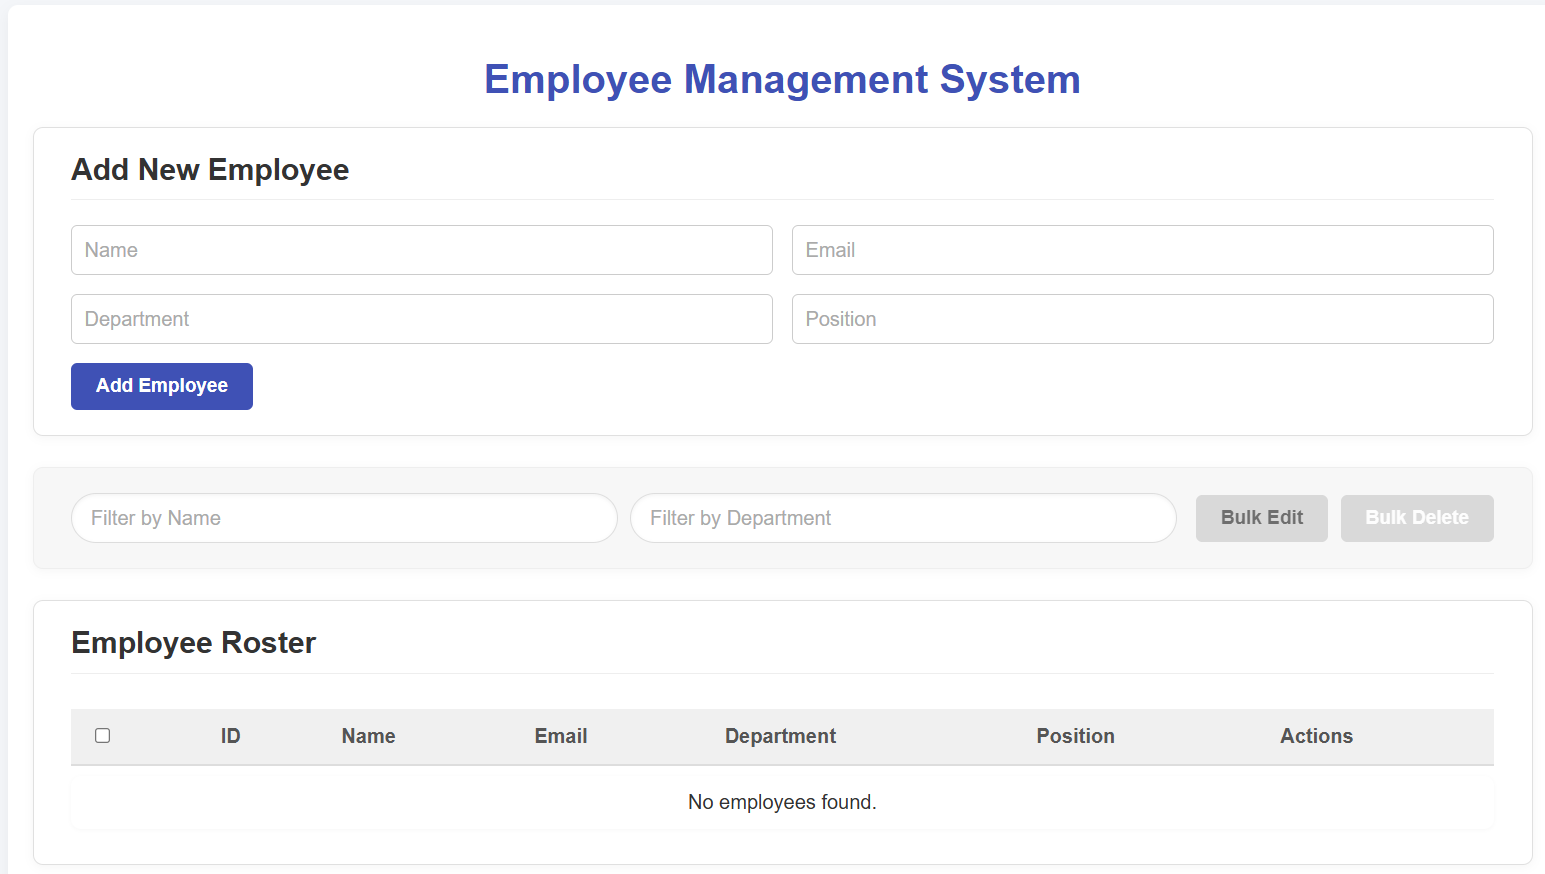 Employee Management System
Add New Employee
Name Email
Department Position
Add Employee
Filter by Name Filter by Department Bulk Edit Bulk Delete
Employee Roster
ID Name Email Department Position Actions
No employees found.